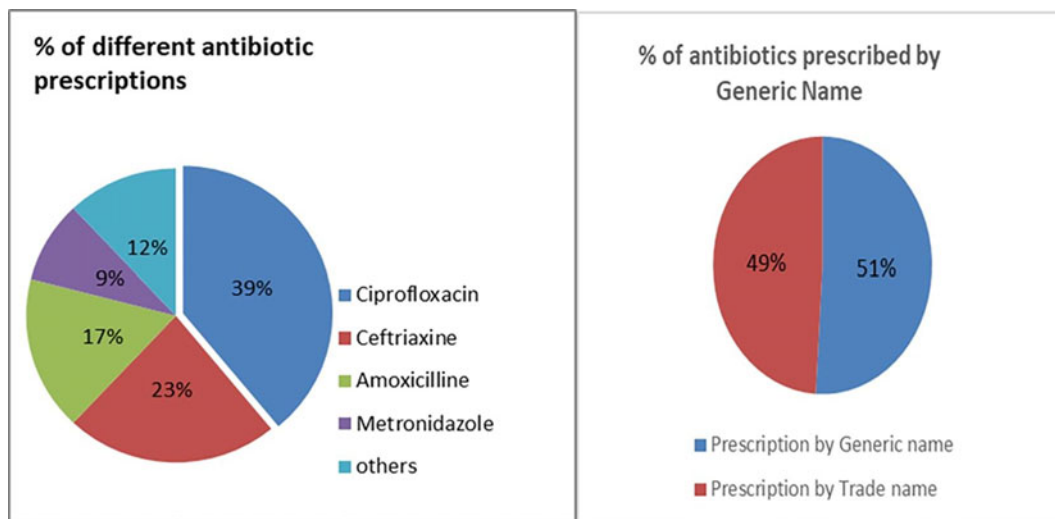 % of different antibiotic
prescriptions
12%
9%
39%
17%
23%
Ciprofloxacin
Ceftriaxine
Amoxicilline
Metronidazole
others
% of antibiotics prescribed by
Generic Name
49%
51%
Prescription by Generic name
Prescription by Trade name